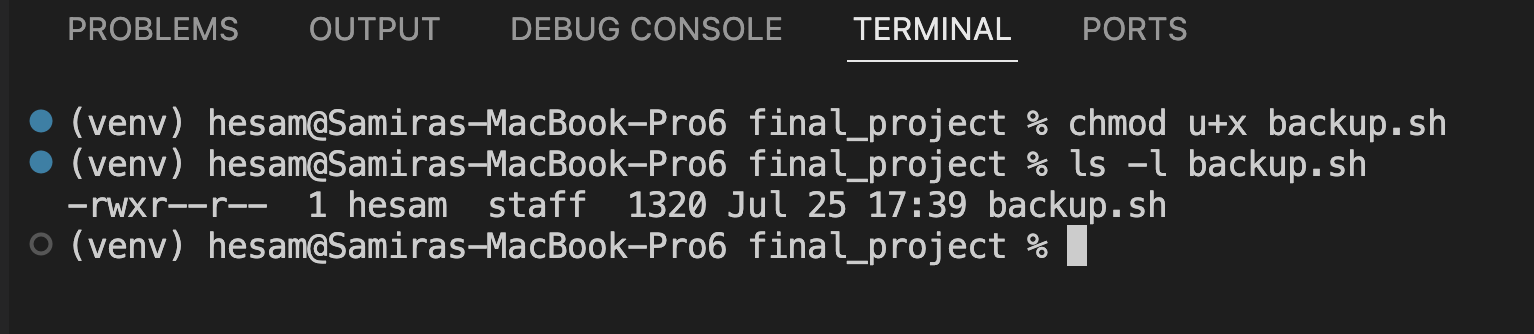 PROBLEMS OUTPUT DEBUG CONSOLE TERMINAL PORTS
(venv) hesam@Samiras-MacBook-Pro6 final_project % chmod u+x backup.sh
(venv) hesam@Samiras-MacBook-Pro6 final_project % ls -l backup.sh
-rwxr--r--  1 hesam  staff  1320 Jul 25 17:39 backup.sh
(venv) hesam@Samiras-MacBook-Pro6 final_project %